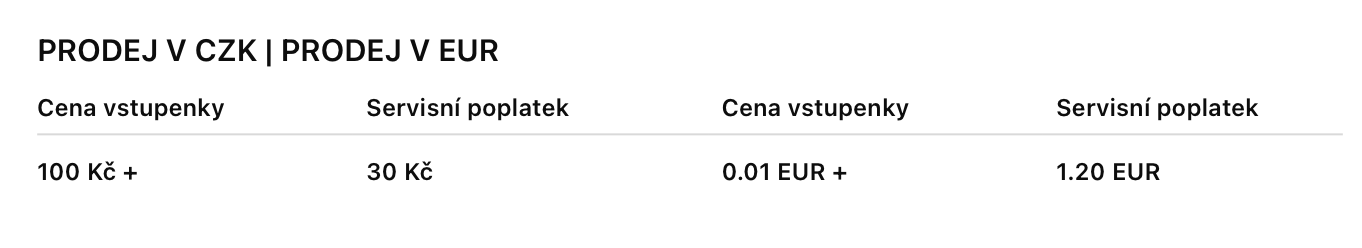 PRODEJ V CZK | PRODEJ V EUR
Cena vstupenky Servisní poplatek Cena vstupenky Servisní poplatek
100 Kč + 30 Kč 0.01 EUR + 1.20 EUR